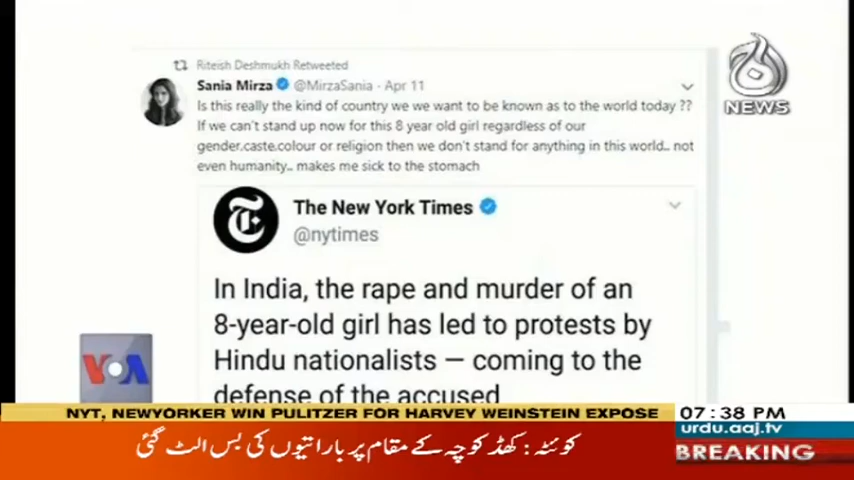 Riteish Deshmukh Retweeted
Sania Mirza @MirzaSania · Apr 11
Is this really the kind of country we we want to be known as to the world today ??
If we can't stand up now for this 8 year old girl regardless of our
gender.caste.colour or religion then we don't stand for anything in this world.. not
even humanity.. makes me sick to the stomach
The New York Times
@nytimes
In India, the rape and murder of an
8-year-old girl has led to protests by
Hindu nationalists — coming to the
defense of the accused
NEWS
VOA
NYT, NEWYORKER WIN PULITZER FOR HARVEY WEINSTEIN EXPOSE
07:38 PM
urdu.aaj.tv
BREAKING
کوئٹہ : کھڈ کوچہ کے مقام پر باراتیوں کی بس الٹ گئی